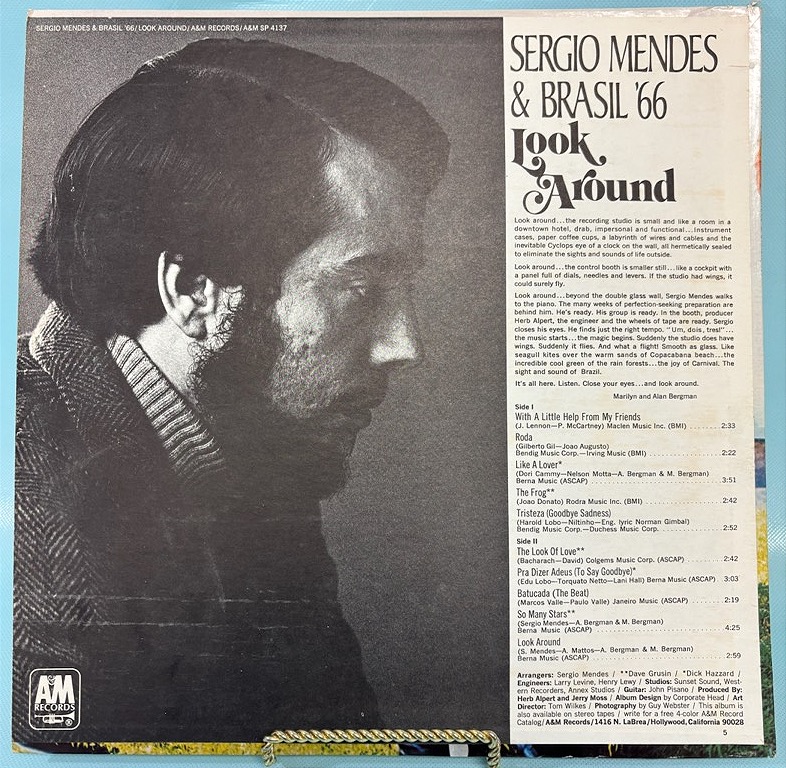 SERGIO MENDES & BRASIL '66/LOOK AROUND/A&M RECORDS/A&M SP 4137
SERGIO MENDES
& BRASIL '66
Look
Around
Look around...the recording studio is small and like a room in a
downtown hotel, drab, impersonal and functional...Instrument
cases, paper coffee cups, a labyrinth of wires and cables and the
inevitable Cyclops eye of a clock on the wall, all hermetically sealed
to eliminate the sights and sounds of life outside.
Look around...the control booth is smaller still...like a cockpit with
a panel full of dials, needles and levers. If the studio had wings, it
could surely fly.
Look around...beyond the double glass wall, Sergio Mendes walks
to the piano. The many weeks of perfection-seeking preparation are
behind him. He's ready. His group is ready. In the booth, producer
Herb Alpert, the engineer and the wheels of tape are ready. Sergio
closes his eyes. He finds just the right tempo. "Um, dois, tres!"...
the music starts...the magic begins. Suddenly the studio does have
wings. Suddenly it flies. And what a flight! Smooth as glass. Like
seagull kites over the warm sands of Copacabana beach...the
incredible cool green of the rain forests...the joy of Carnival. The
sight and sound of Brazil.
It's all here. Listen. Close your eyes...and look around.
Marilyn and Alan Bergman
Side I
With A Little Help From My Friends
(J. Lennon—P. McCartney) Maclen Music Inc. (BMI) ........2:33
Roda
(Gilberto Gil—Joao Augusto)
Bendig Music Corp.—Irving Music (BMI) ........2:22
Like A Lover*
(Dori Cammy—Nelson Motta—A. Bergman & M. Bergman)
Berna Music (ASCAP) ........3:51
The Frog**
(Joao Donato) Rodra Music Inc. (BMI) ........2:42
Tristeza (Goodbye Sadness)
(Harold Lobo—Niltinho—Eng. lyric Norman Gimbal)
Bendig Music Corp.—Duchess Music Corp. ........2:52
Side II
The Look Of Love**
(Bacharach—David) Colgems Music Corp. (ASCAP) ........2:42
Pra Dizer Adeus (To Say Goodbye)*
(Edu Lobo—Torquato Netto—Lani Hall) Berna Music (ASCAP) . 3:03
Batucada (The Beat)
(Marcos Valle—Paulo Valle) Janeiro Music (ASCAP) ........2:19
So Many Stars**
(Sergio Mendes—A. Bergman & M. Bergman)
Berna Music (ASCAP) ........4:25
Look Around
(S. Mendes—A. Mattos—A. Bergman & M. Bergman)
Berna Music (ASCAP) ........2:59
Arrangers: Sergio Mendes / **Dave Grusin / *Dick Hazzard /
Engineers: Larry Levine, Henry Lewy / Studios: Sunset Sound, West-
ern Recorders, Annex Studios / Guitar: John Pisano / Produced By:
Herb Alpert and Jerry Moss / Album Design by Corporate Head / Art
Director: Tom Wilkes / Photography by Guy Webster / This album is
also available on stereo tapes / write for a free 4-color A&M Record
Catalog/A&M Records/1416 N. LaBrea/Hollywood, California 90028
5
A&M
RECORDS
®